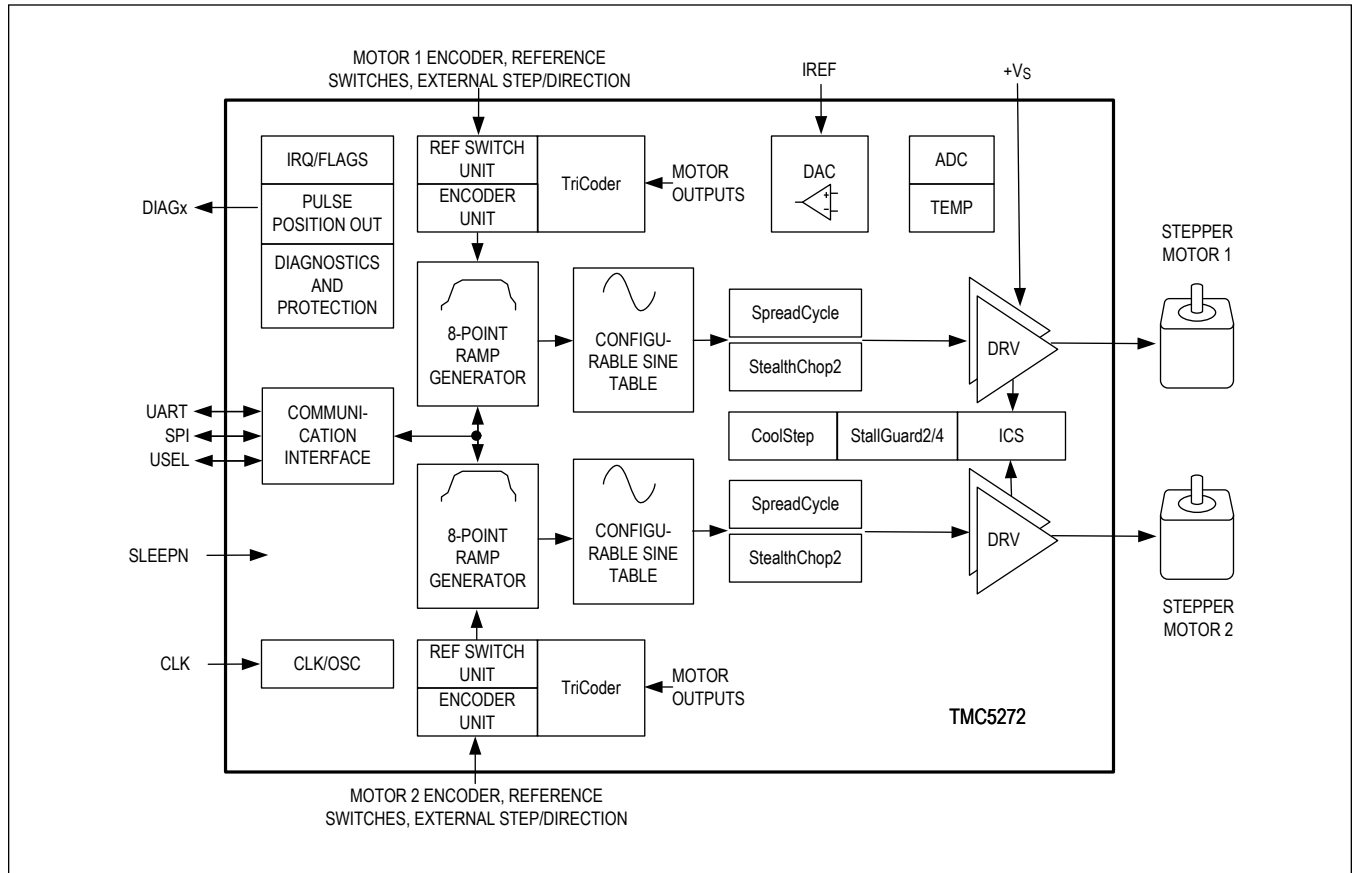 MOTOR 1 ENCODER, REFERENCE
SWITCHES, EXTERNAL STEP/DIRECTION
IREF
+VS
IRQ/FLAGS
PULSE
POSITION OUT
DIAGNOSTICS
AND
PROTECTION
DIAGx
REF SWITCH
UNIT
ENCODER
UNIT
TriCoder
MOTOR
OUTPUTS
DAC
+
-
ADC
TEMP
STEPPER
MOTOR 1
8-POINT
RAMP
GENERATOR
CONFIGU-
RABLE SINE
TABLE
SpreadCycle
StealthChop2
DRV
UART
SPI
USEL
COMMUNI-
CATION
INTERFACE
CoolStep
StallGuard2/4
ICS
8-POINT
RAMP
GENERATOR
CONFIGU-
RABLE SINE
TABLE
SpreadCycle
StealthChop2
DRV
SLEEPN
STEPPER
MOTOR 2
CLK
CLK/OSC
REF SWITCH
UNIT
ENCODER
UNIT
TriCoder
MOTOR
OUTPUTS
TMC5272
MOTOR 2 ENCODER, REFERENCE
SWITCHES, EXTERNAL STEP/DIRECTION